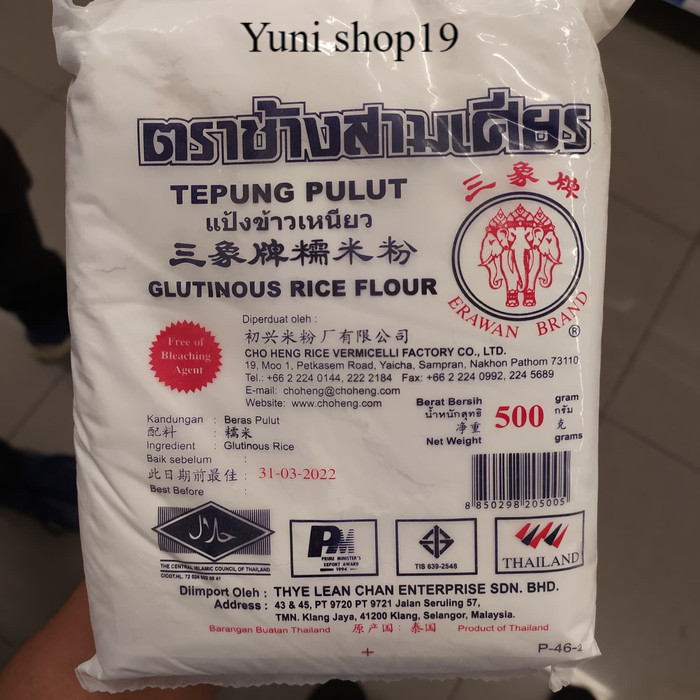 Yuni shop19
ตราช้างสามเศียร
TEPUNG PULUT
แป้งข้าวเหนียว
三象牌糯米粉
GLUTINOUS RICE FLOUR
三象牌
ERAWAN BRAND
®
Free of
Bleaching
Agent
Diperduat oleh :
初兴米粉厂有限公司
CHO HENG RICE VERMICELLI FACTORY CO., LTD.
19, Moo 1, Petkasem Road, Yaicha, Sampran, Nakhon Pathom 73110
Tel.: +66 2 224 0144, 222 2184 Fax: +66 2 224 0992, 224 5689
E-mail: choheng@choheng.com
Website: www.choheng.com
Berat Bersih
น้ำหนักสุทธิ
净重
Net Weight
500
gram
กรัม
克
grams
Kandungan : Beras Pulut
配料 : 糯米
Ingredient : Glutinous Rice
Baik sebelum :
此日期前最佳 : 31-03-2022
Best Before :
8 850298 205005
حلال
THE CENTRAL ISLAMIC COUNCIL OF THAILAND
PM
PRIME MINISTER'S
EXPORT AWARD
1994
TIS 639-2548
THAILAND
Diimport Oleh : THYE LEAN CHAN ENTERPRISE SDN. BHD.
Address : 43 & 45, PT 9720 PT 9721 Jalan Seruling 57,
TMN. Klang Jaya, 41200 Klang, Selangor, Malaysia.
Barangan Buatan Thailand 原产国：泰国 Product of Thailand